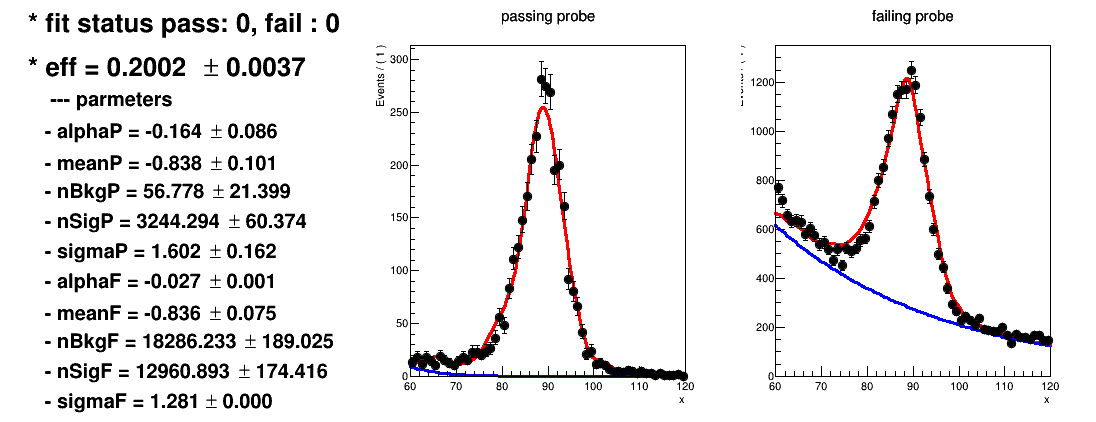 * fit status pass: 0, fail : 0
* eff = 0.2002 ± 0.0037
--- parmeters
- alphaP = -0.164 ± 0.086
- meanP = -0.838 ± 0.101
- nBkgP = 56.778 ± 21.399
- nSigP = 3244.294 ± 60.374
- sigmaP = 1.602 ± 0.162
- alphaF = -0.027 ± 0.001
- meanF = -0.836 ± 0.075
- nBkgF = 18286.233 ± 189.025
- nSigF = 12960.893 ± 174.416
- sigmaF = 1.281 ± 0.000
passing probe
Events / ( 1 )
300
250
200
150
100
50
0
60 70 80 90 100 110 120
x
failing probe
Events / ( 1 )
1200
1000
800
600
400
200
0
60 70 80 90 100 110 120
x